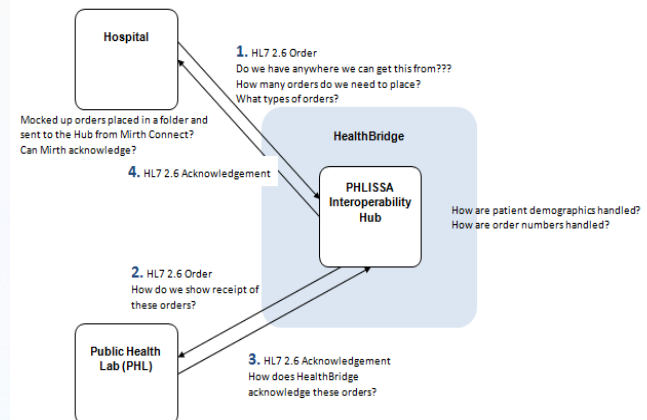 Hospital
1. HL7 2.6 Order
Do we have anywhere we can get this from???
How many orders do we need to place?
What types of orders?
Mocked up orders placed in a folder and
sent to the Hub from Mirth Connect?
Can Mirth acknowledge?
HealthBridge
4. HL7 2.6 Acknowledgement
PHLISSA
Interoperability
Hub
How are patient demographics handled?
How are order numbers handled?
2. HL7 2.6 Order
How do we show receipt of
these orders?
Public Health
Lab (PHL)
3. HL7 2.6 Acknowledgement
How does HealthBridge
acknowledge these orders?